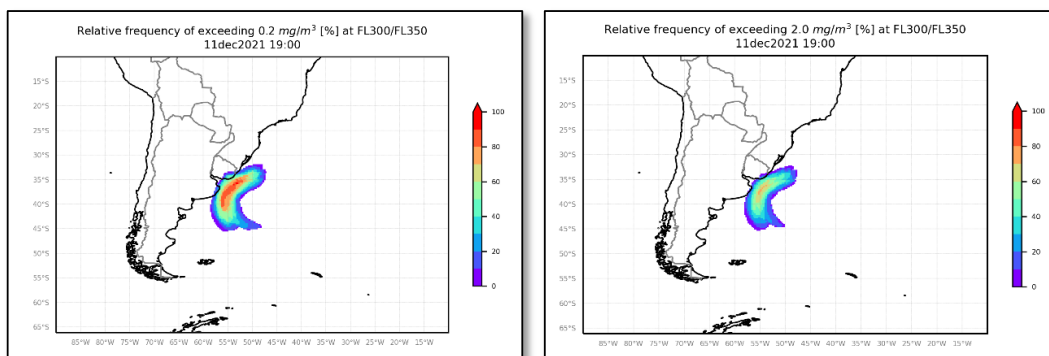 Relative frequency of exceeding 0.2 mg/m³ [%] at FL300/FL350
11dec2021 19:00
15°S
20°S
25°S
30°S
35°S
40°S
45°S
50°S
55°S
60°S
65°S
85°W 80°W 75°W 70°W 65°W 60°W 55°W 50°W 45°W 40°W 35°W 30°W 25°W 20°W 15°W
100
80
60
40
20
0
Relative frequency of exceeding 2.0 mg/m³ [%] at FL300/FL350
11dec2021 19:00
15°S
20°S
25°S
30°S
35°S
40°S
45°S
50°S
55°S
60°S
65°S
85°W 80°W 75°W 70°W 65°W 60°W 55°W 50°W 45°W 40°W 35°W 30°W 25°W 20°W 15°W
100
80
60
40
20
0